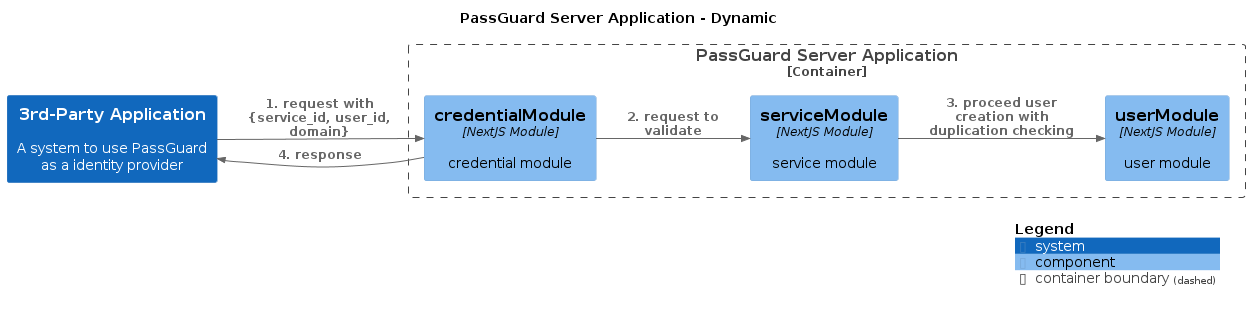 PassGuard Server Application - Dynamic
PassGuard Server Application
[Container]
3rd-Party Application
A system to use PassGuard
as a identity provider
1. request with
{service_id, user_id,
domain}
4. response
credentialModule
[NextJS Module]
credential module
2. request to
validate
serviceModule
[NextJS Module]
service module
3. proceed user
creation with
duplication checking
userModule
[NextJS Module]
user module
Legend
system
component
container boundary (dashed)